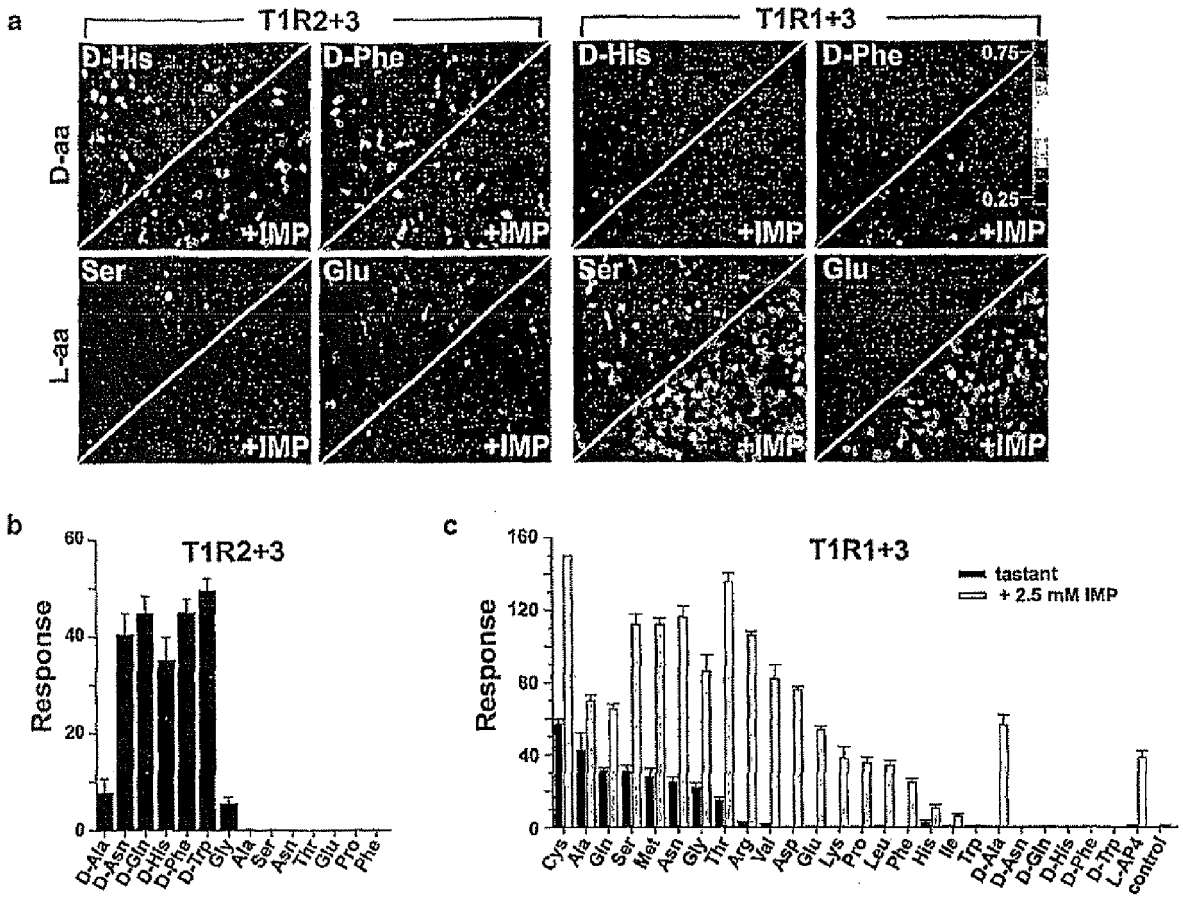 a
T1R2+3 T1R1+3
D-His D-Phe D-His D-Phe 0.75
D-aa
0.25
+IMP +IMP +IMP +IMP
Ser Glu Ser Glu
L-aa
+IMP +IMP +IMP +IMP
b
T1R2+3
Response
60
40
20
0
D-Ala D-Asn D-Gln D-His D-Phe D-Trp Gly Ala Ser Asn Thr Glu Pro Phe
c
T1R1+3
tastant
+ 2.5 mM IMP
Response
160
120
80
40
0
Cys Ala Gln Ser Met Asn Gly Thr Arg Val Asp Glu Lys Pro Leu Phe His Ile Trp D-Ala D-Asn D-Gln D-His D-Phe D-Trp L-AP4 control